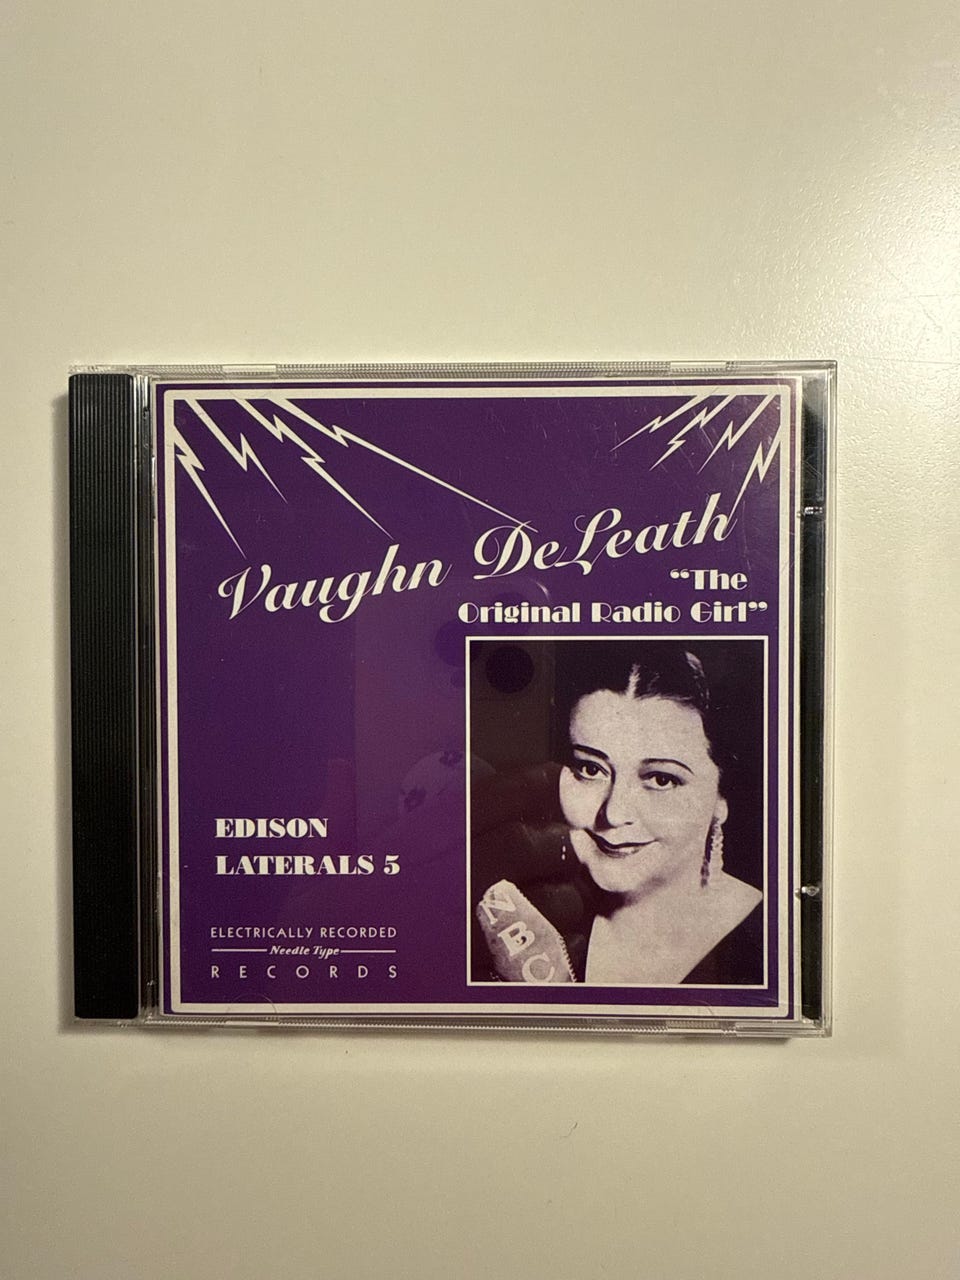 Vaughn DeLeath
“The
Original Radio Girl”
EDISON
LATERALS 5
ELECTRICALLY RECORDED
Needle Type
RECORDS
NBC